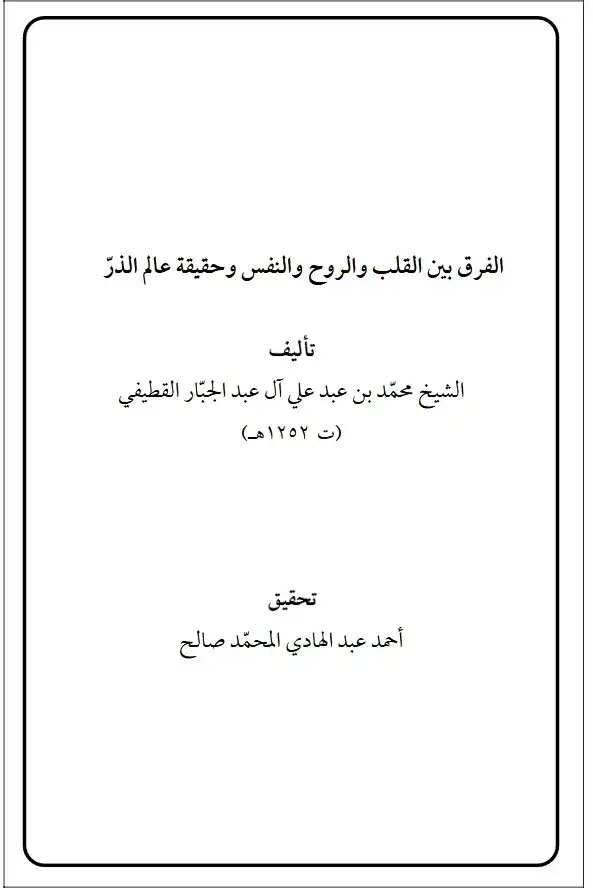 الفرق بين القلب والروح والنفس وحقيقة عالم الذرّ
تأليف
الشيخ محمّد بن عبد علي آل عبد الجبّار القطيفي
(ت ١٢٥٢هـ)
تحقيق
أحمد عبد الهادي المحمّد صالح